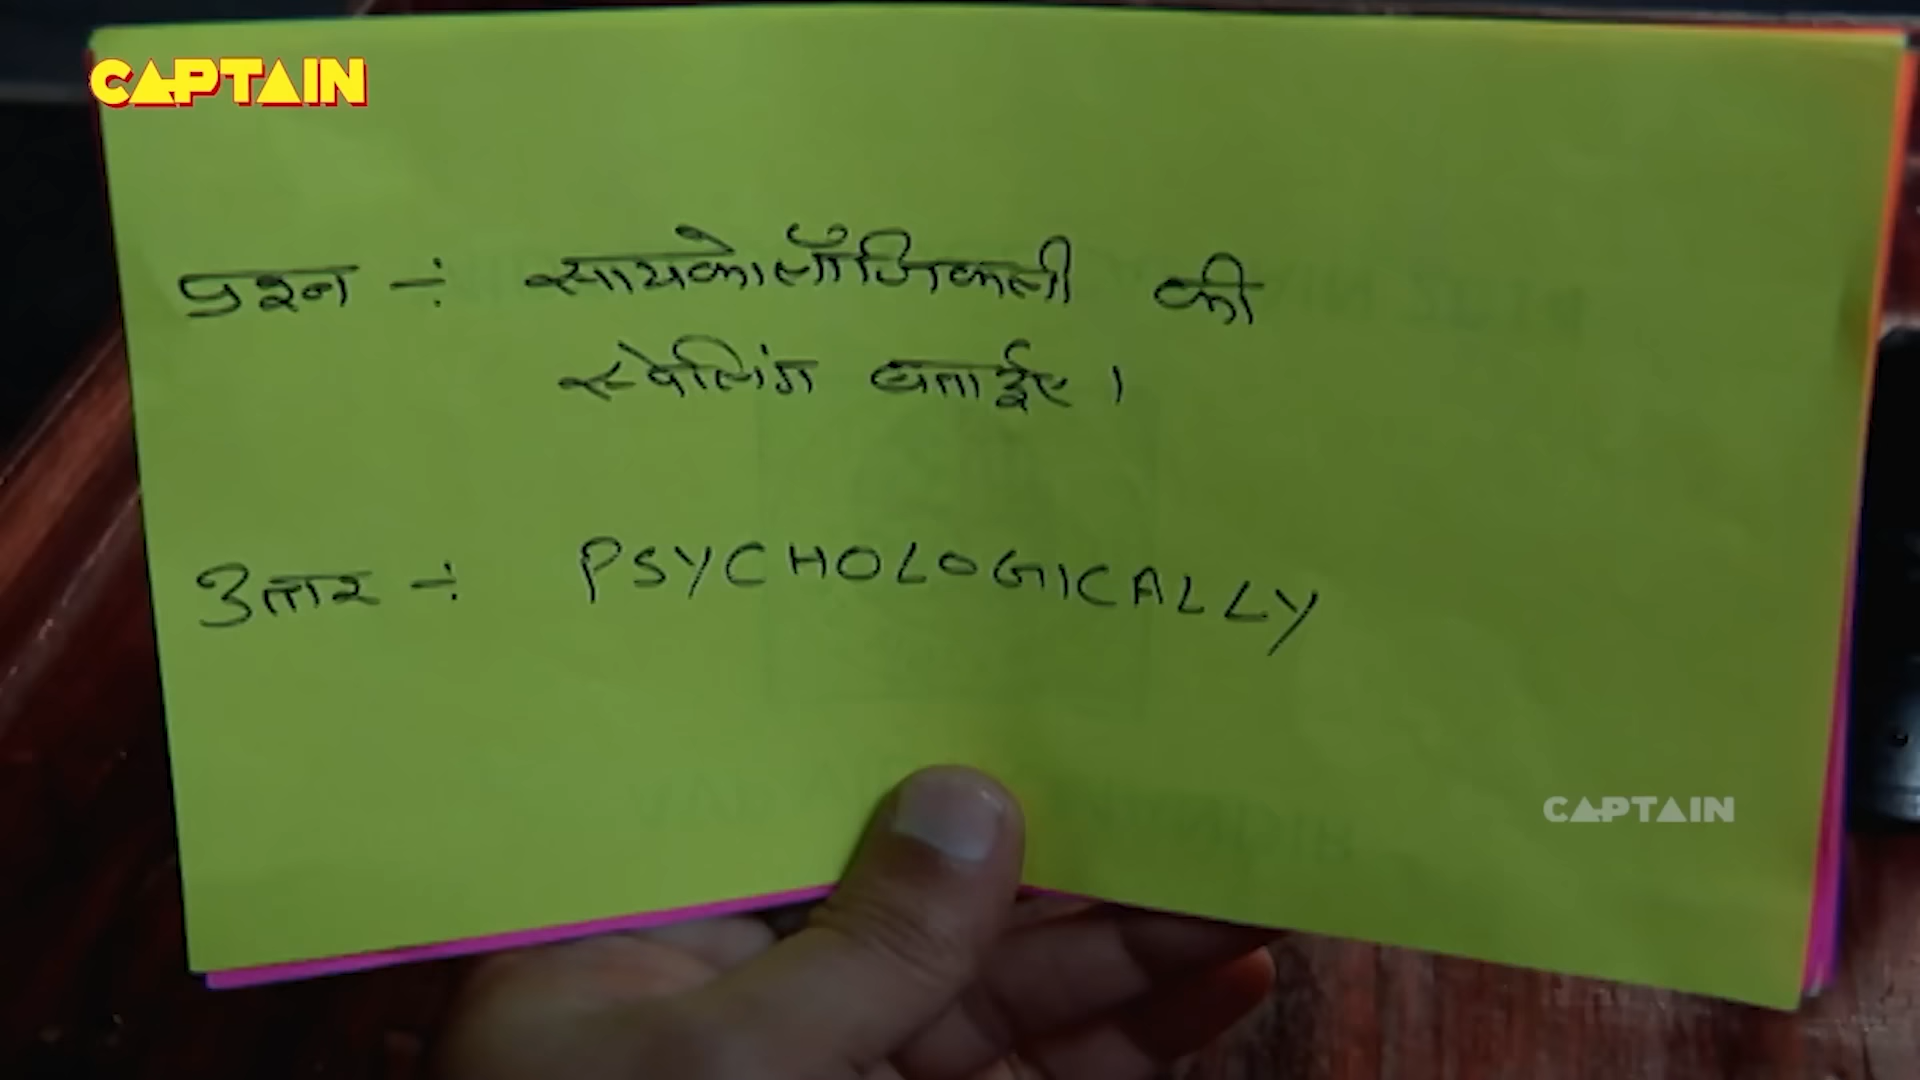 CAPTAIN
प्रश्न -: सायकोलॉजिकली की
स्पेलिंग बताईए।
उत्तर -: PSYCHOLOGICALLY
CAPTAIN